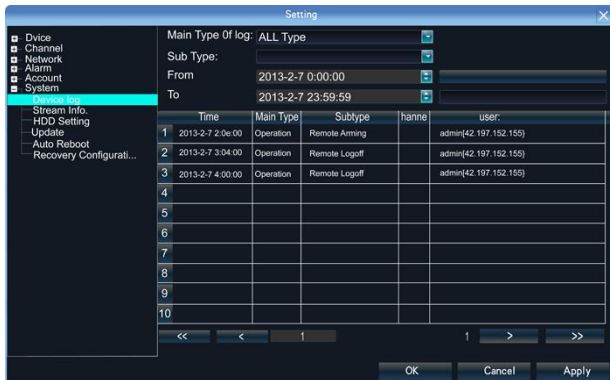 Setting
Dvice
Channel
Network
Alarm
Account
System
Device log
Stream Info.
HDD Setting
Update
Auto Reboot
Recovery Configurati...
Main Type 0f log: ALL Type
Sub Type:
From 2013-2-7 0:00:00
To 2013-2-7 23:59:59
Time Main Type Subtype hanne user:
1 2013-2-7 2:0e:00 Operation Remote Arming admin{42.197.152.155}
2 2013-2-7 3:04:00 Operation Remote Logoff admin{42.197.152.155}
3 2013-2-7 4:00:00 Operation Remote Logoff admin{42.197.152.155}
4
5
6
7
8
9
10
<< < 1 1 > >>
OK Cancel Apply